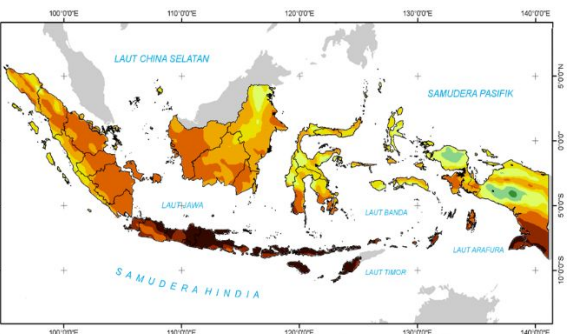 100°0'0"E 110°0'0"E 120°0'0"E 130°0'0"E 140°0'0"E
LAUT CHINA SELATAN
5°0'0"N
SAMUDERA PASIFIK
0°0'0"
LAUT JAWA
LAUT BANDA
5°0'0"S
LAUT ARAFURA
LAUT TIMOR
10°0'0"S
SAMUDERA HINDIA
100°0'0"E 110°0'0"E 120°0'0"E 130°0'0"E 140°0'0"E